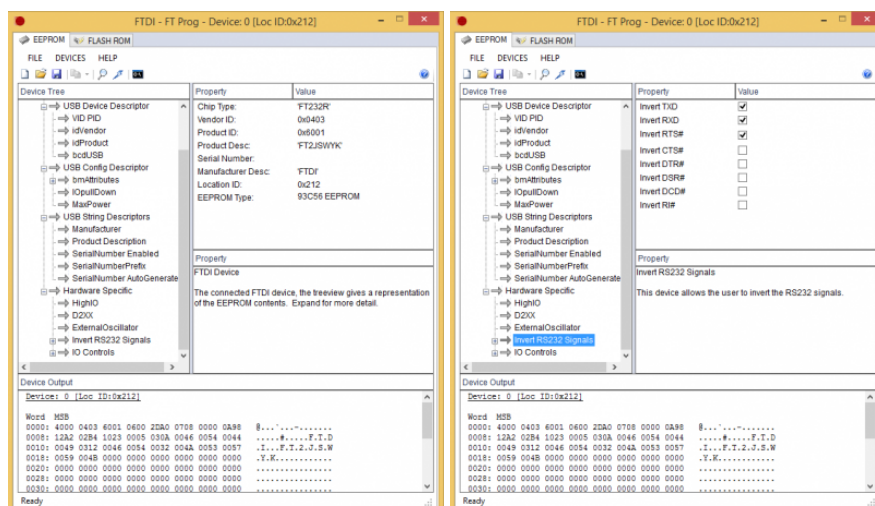 FTDI - FT Prog - Device: 0 [Loc ID:0x212]
EEPROM FLASH ROM
FILE DEVICES HELP
Device Tree
USB Device Descriptor
VID PID
idVendor
idProduct
bcdUSB
USB Config Descriptor
bmAttributes
IOpullDown
MaxPower
USB String Descriptors
Manufacturer
Product Description
SerialNumber Enabled
SerialNumberPrefix
SerialNumber AutoGenerate
Hardware Specific
HighIO
D2XX
ExternalOscillator
Invert RS232 Signals
IO Controls
Property Value
Chip Type: 'FT232R'
Vendor ID: 0x0403
Product ID: 0x6001
Product Desc: 'FT2JSWYK'
Serial Number:
Manufacturer Desc: 'FTDI'
Location ID: 0x212
EEPROM Type: 93C56 EEPROM
Property
FTDI Device
The connected FTDI device, the treeview gives a representation
of the EEPROM contents. Expand for more detail.
Device Output
Device: 0 [Loc ID:0x212]
Word MSB
0000: 4000 0403 6001 0600 2DA0 0708 0000 0A98 @...`...-.......
0008: 12A2 02B4 1023 0005 030A 0046 0054 0044 .....#.....F.T.D
0010: 0049 0312 0046 0054 0032 004A 0053 0057 .I...F.T.2.J.S.W
0018: 0059 004B 0000 0000 0000 0000 0000 0000 .Y.K............
0020: 0000 0000 0000 0000 0000 0000 0000 0000 ................
0028: 0000 0000 0000 0000 0000 0000 0000 0000 ................
0030: 0000 0000 0000 0000 0000 0000 0000 0000 ................
Ready
FTDI - FT Prog - Device: 0 [Loc ID:0x212]
EEPROM FLASH ROM
FILE DEVICES HELP
Device Tree
USB Device Descriptor
VID PID
idVendor
idProduct
bcdUSB
USB Config Descriptor
bmAttributes
IOpullDown
MaxPower
USB String Descriptors
Manufacturer
Product Description
SerialNumber Enabled
SerialNumberPrefix
SerialNumber AutoGenerate
Hardware Specific
HighIO
D2XX
ExternalOscillator
Invert RS232 Signals
IO Controls
Property Value
Invert TXD
Invert RXD
Invert RTS#
Invert CTS#
Invert DTR#
Invert DSR#
Invert DCD#
Invert RI#
Property
Invert RS232 Signals
This device allows the user to invert the RS232 signals.
Device Output
Device: 0 [Loc ID:0x212]
Word MSB
0000: 4000 0403 6001 0600 2DA0 0708 0000 0A98 @...`...-.......
0008: 12A2 02B4 1023 0005 030A 0046 0054 0044 .....#.....F.T.D
0010: 0049 0312 0046 0054 0032 004A 0053 0057 .I...F.T.2.J.S.W
0018: 0059 004B 0000 0000 0000 0000 0000 0000 .Y.K............
0020: 0000 0000 0000 0000 0000 0000 0000 0000 ................
0028: 0000 0000 0000 0000 0000 0000 0000 0000 ................
0030: 0000 0000 0000 0000 0000 0000 0000 0000 ................
Ready